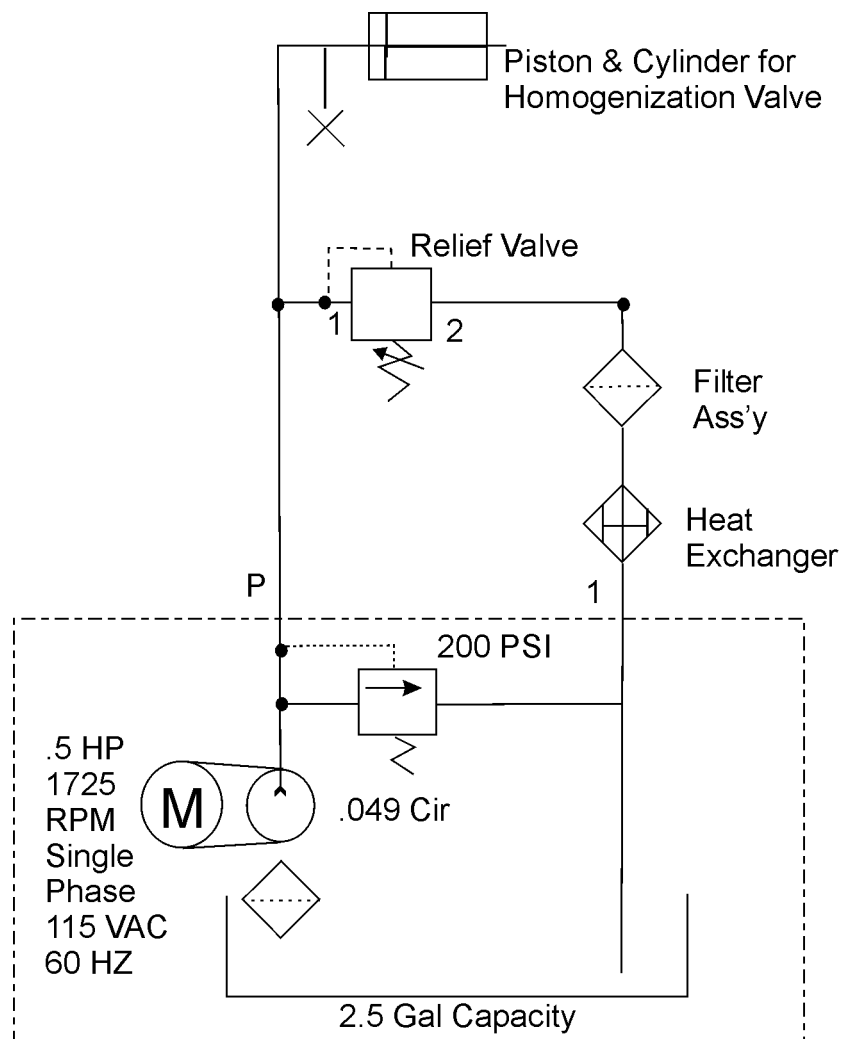 Piston & Cylinder for
Homogenization Valve
Relief Valve
1
2
Filter
Ass'y
Heat
Exchanger
P
1
200 PSI
.5 HP
1725
RPM
Single
Phase
115 VAC
60 HZ
M
.049 Cir
2.5 Gal Capacity